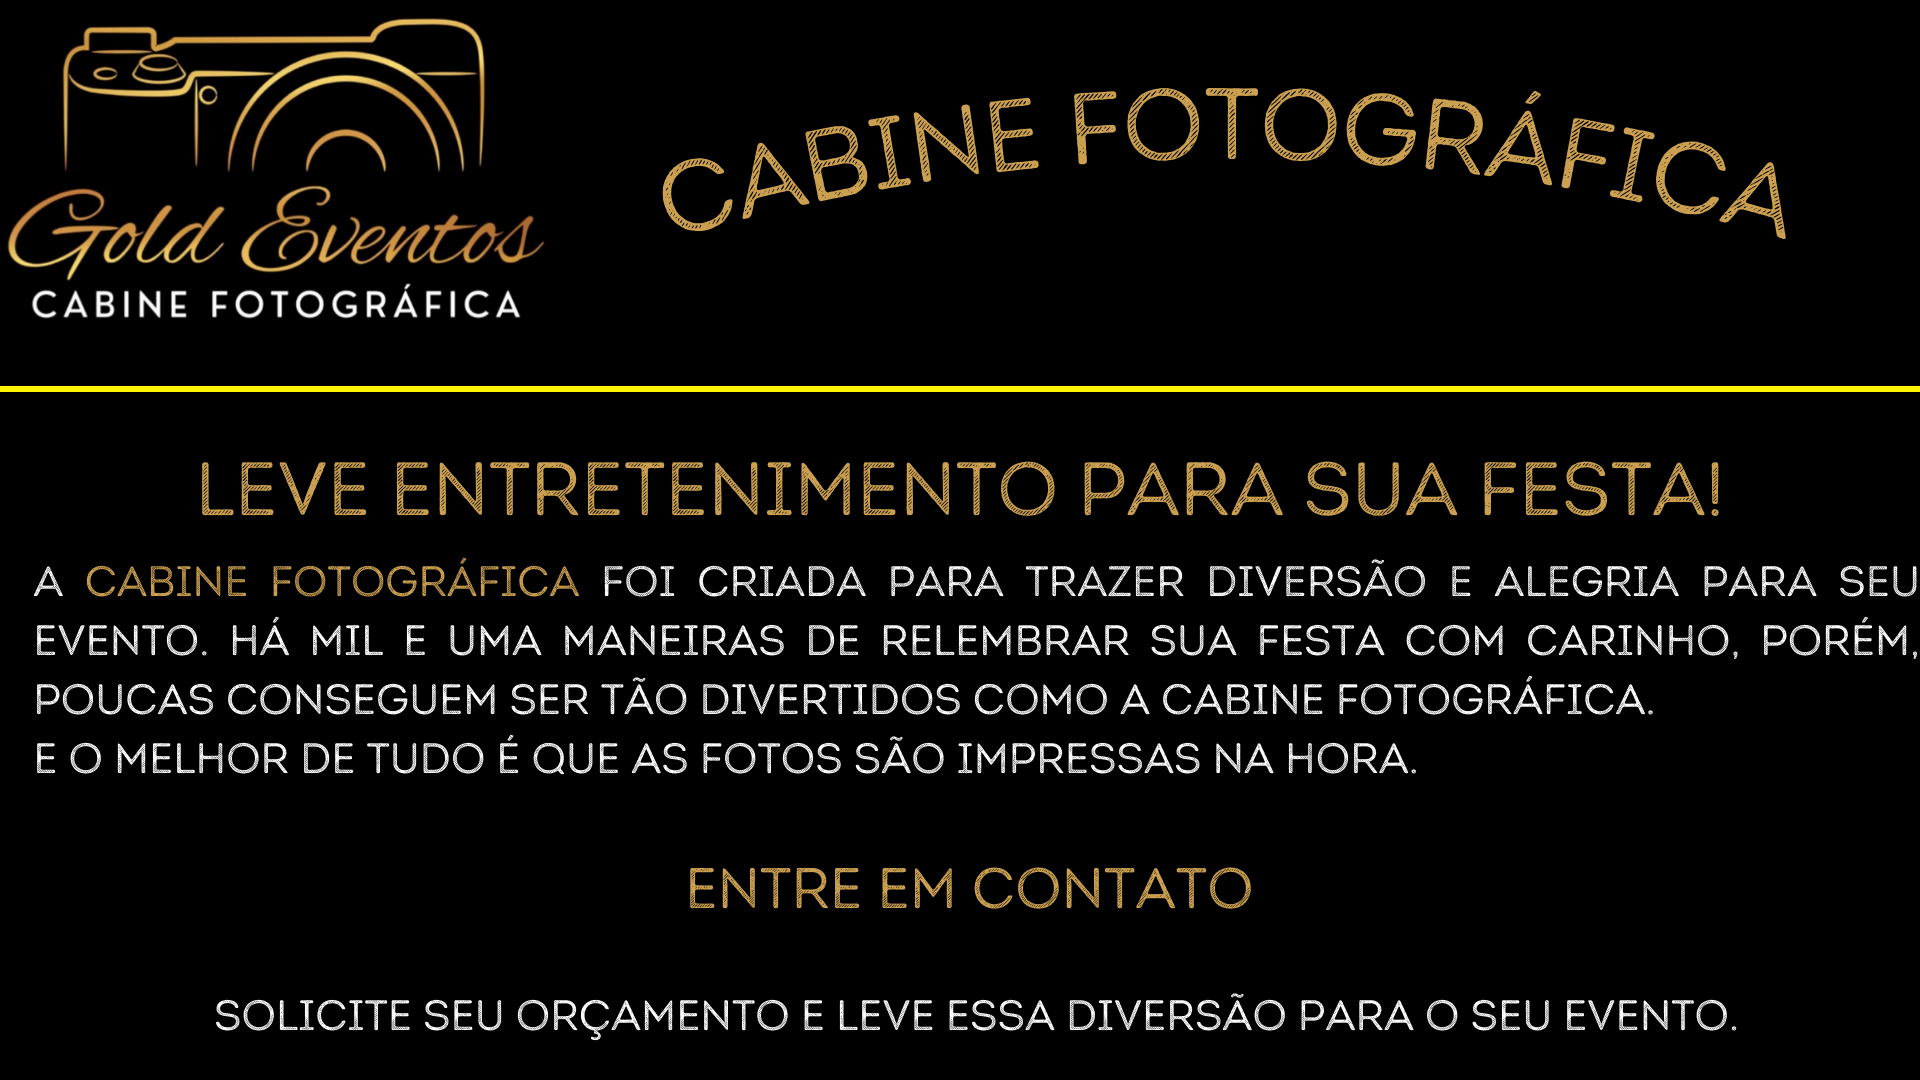 Gold Eventos
CABINE FOTOGRÁFICA
CABINE FOTOGRÁFICA
LEVE ENTRETENIMENTO PARA SUA FESTA!
A CABINE FOTOGRÁFICA FOI CRIADA PARA TRAZER DIVERSÃO E ALEGRIA PARA SEU
EVENTO. HÁ MIL E UMA MANEIRAS DE RELEMBRAR SUA FESTA COM CARINHO, PORÉM,
POUCAS CONSEGUEM SER TÃO DIVERTIDOS COMO A CABINE FOTOGRÁFICA.
E O MELHOR DE TUDO É QUE AS FOTOS SÃO IMPRESSAS NA HORA.
ENTRE EM CONTATO
SOLICITE SEU ORÇAMENTO E LEVE ESSA DIVERSÃO PARA O SEU EVENTO.